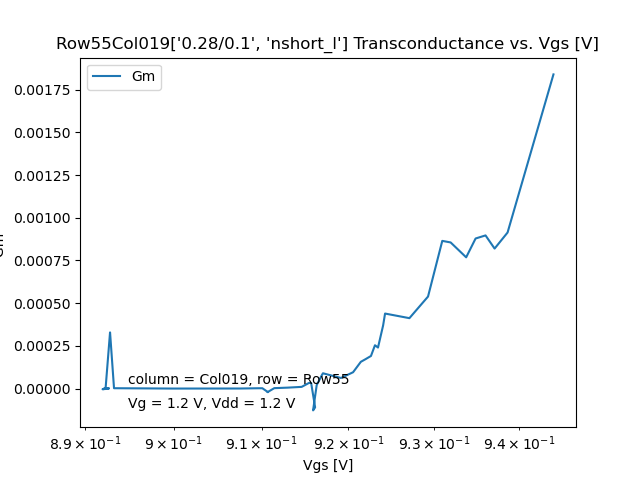 Row55Col019['0.28/0.1', 'nshort_l'] Transconductance vs. Vgs [V]
Gm
0.00175
0.00150
0.00125
0.00100
0.00075
0.00050
0.00025
0.00000
Gm
column = Col019, row = Row55
Vg = 1.2 V, Vdd = 1.2 V
8.9 × 10⁻¹ 9 × 10⁻¹ 9.1 × 10⁻¹ 9.2 × 10⁻¹ 9.3 × 10⁻¹ 9.4 × 10⁻¹
Vgs [V]